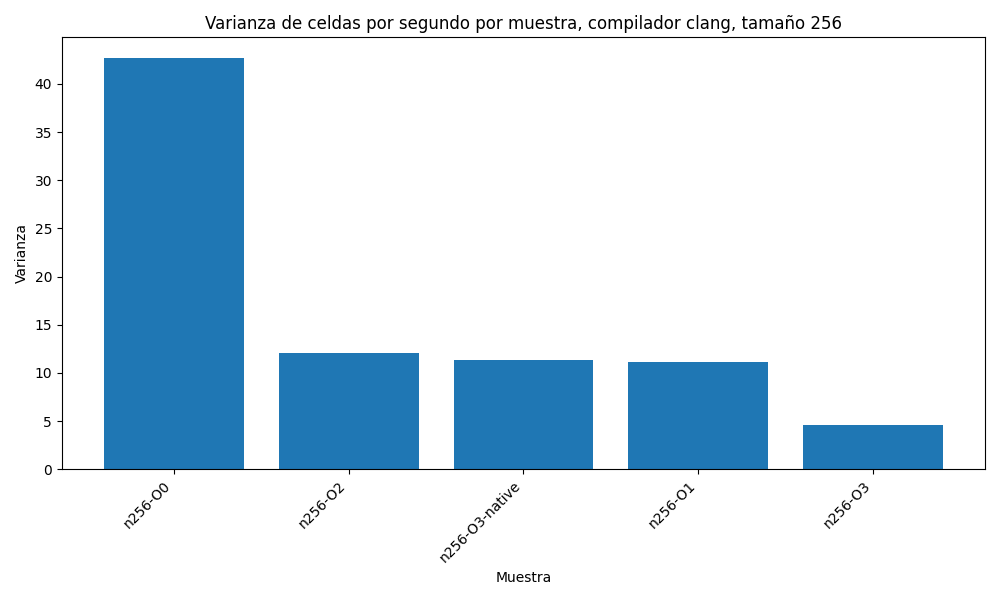 Varianza de celdas por segundo por muestra, compilador clang, tamaño 256
Varianza
40
35
30
25
20
15
10
5
0
n256-O0
n256-O2
n256-O3-native
n256-O1
n256-O3
Muestra